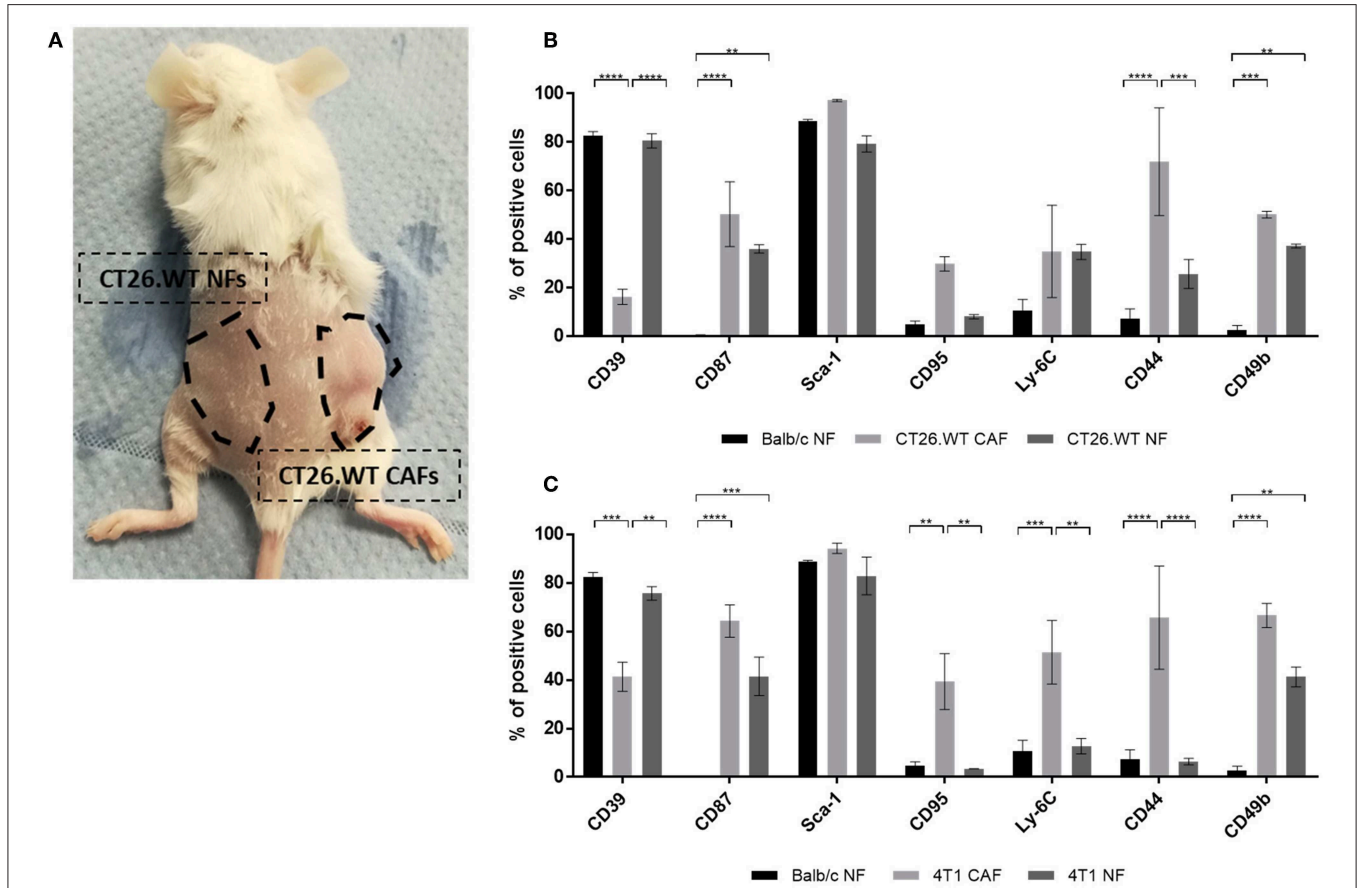 A
CT26.WT NFs
CT26.WT CAFs
B
** **
**** **** **** **** *** ***
% of positive cells
100
80
60
40
20
0
CD39 CD87 Sca-1 CD95 Ly-6C CD44 CD49b
Balb/c NF CT26.WT CAF CT26.WT NF
C
*** **
*** ** **** ** ** *** ** **** **** ****
% of positive cells
100
80
60
40
20
0
CD39 CD87 Sca-1 CD95 Ly-6C CD44 CD49b
Balb/c NF 4T1 CAF 4T1 NF